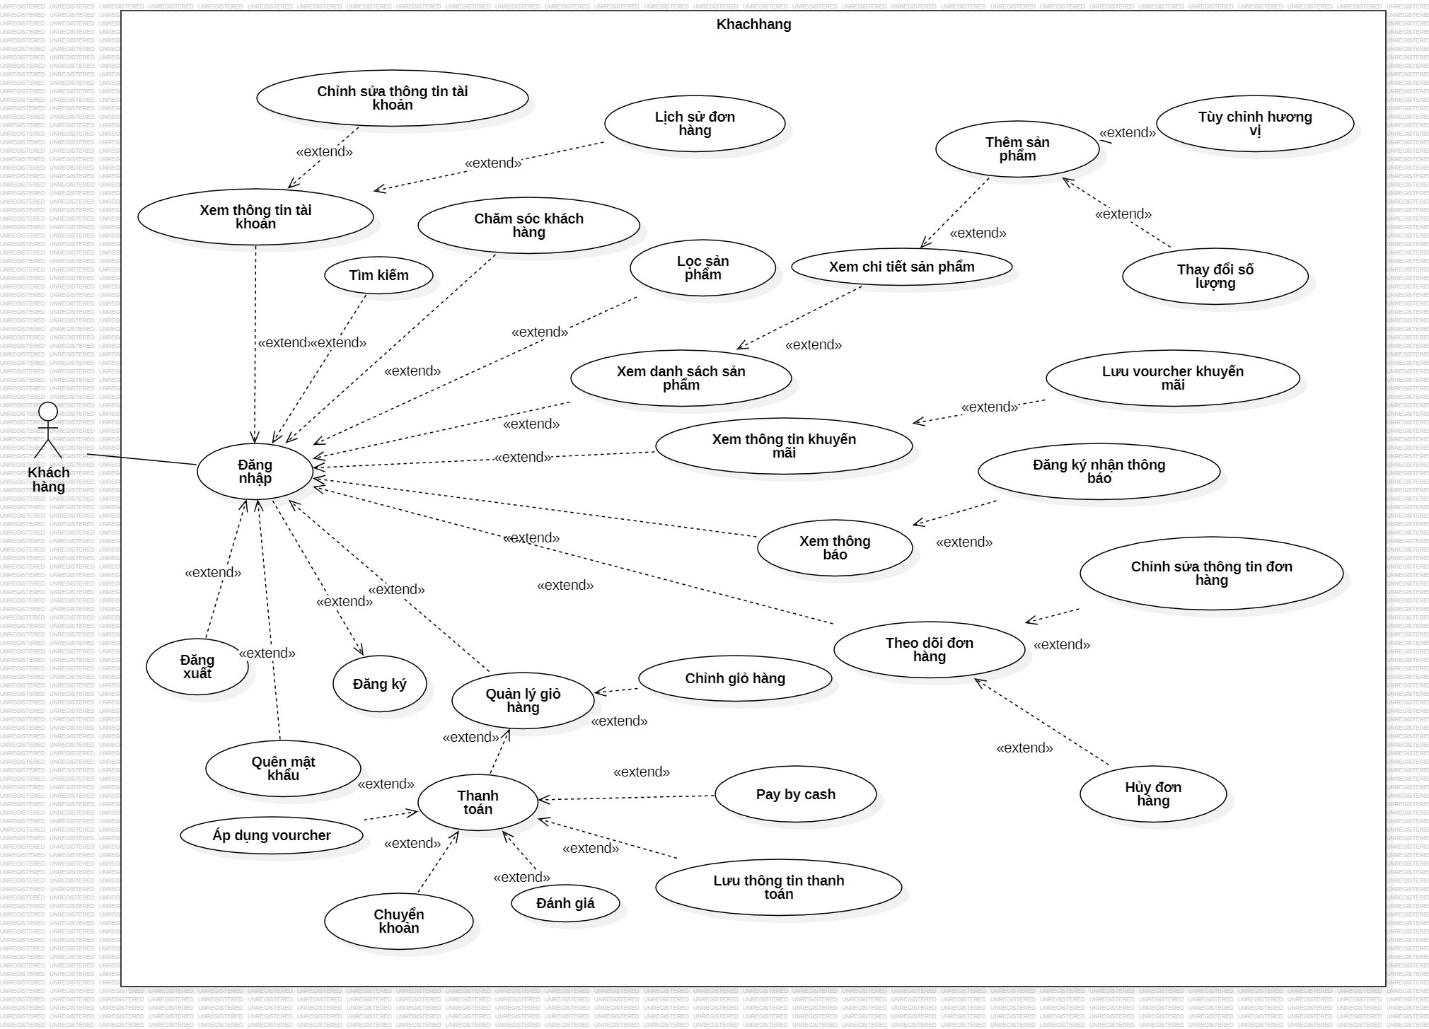 Khachhang
Chỉnh sửa thông tin tài
khoản
Lịch sử đơn
hàng
Thêm sản
phẩm
«extend»
Tùy chỉnh hương
vị
«extend»
«extend»
Xem thông tin tài
khoản
Chăm sóc khách
hàng
«extend»
«extend»
Tìm kiếm
Lọc sản
phẩm
Xem chi tiết sản phẩm
Thay đổi số
lượng
«extend»
«extend»
«extend»
«extend»
«extend»
Xem danh sách sản
phẩm
Lưu vourcher khuyến
mãi
«extend»
«extend»
Xem thông tin khuyến
mãi
«extend»
Khách
hàng
Đăng
nhập
Đăng ký nhận thông
báo
«extend»
Xem thông
báo
«extend»
Chỉnh sửa thông tin đơn
hàng
«extend»
«extend»
«extend»
«extend»
Theo dõi đơn
hàng
«extend»
Đăng
xuất
«extend»
Đăng ký
Quản lý giỏ
hàng
Chỉnh giỏ hàng
«extend»
«extend»
«extend»
Quên mật
khẩu
«extend»
«extend»
Thanh
toán
Pay by cash
Hủy đơn
hàng
Áp dụng vourcher
«extend»
«extend»
«extend»
Lưu thông tin thanh
toán
Đánh giá
Chuyển
khoản
UNREGISTERED